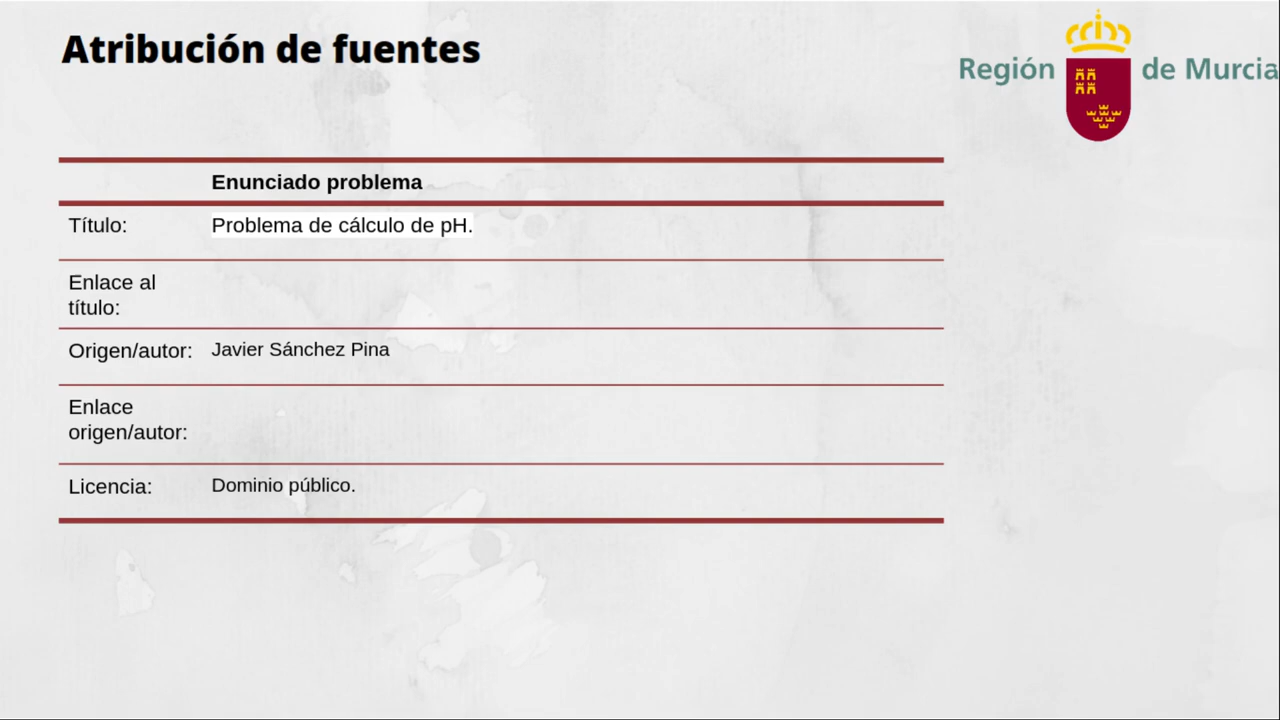 Atribución de fuentes
Región de Murcia
Enunciado problema
Título: Problema de cálculo de pH.
Enlace al
título:
Origen/autor: Javier Sánchez Pina
Enlace
origen/autor:
Licencia: Dominio público.